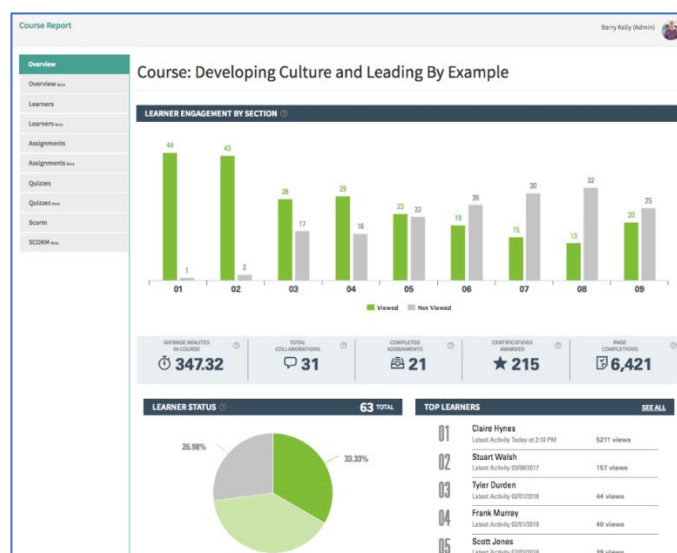 Course Report
Barry Kelly (Admin)
Overview
Overview Beta
Learners
Learners Beta
Assignments
Assignments Beta
Quizzes
Quizzes Beta
Scorm
SCORM Beta
Course: Developing Culture and Leading By Example
LEARNER ENGAGEMENT BY SECTION
44 1 43 2 28 17 29 16 23 22 19 26 15 30 13 32 20 25
01 02 03 04 05 06 07 08 09
Viewed Not Viewed
AVERAGE MINUTES IN COURSE
347.32
TOTAL COLLABORATIONS
31
COMPLETED ASSIGNMENTS
21
CERTIFICATIONS AWARDED
215
PAGE COMPLETIONS
6,421
LEARNER STATUS 63 TOTAL
26.98%
33.33%
TOP LEARNERS SEE ALL
01 Claire Hynes
Latest Activity Today at 2:10 PM 5211 views
02 Stuart Walsh
Latest Activity 03/08/2017 157 views
03 Tyler Durden
Latest Activity 02/01/2018 44 views
04 Frank Murray
Latest Activity 02/01/2018 40 views
05 Scott Jones